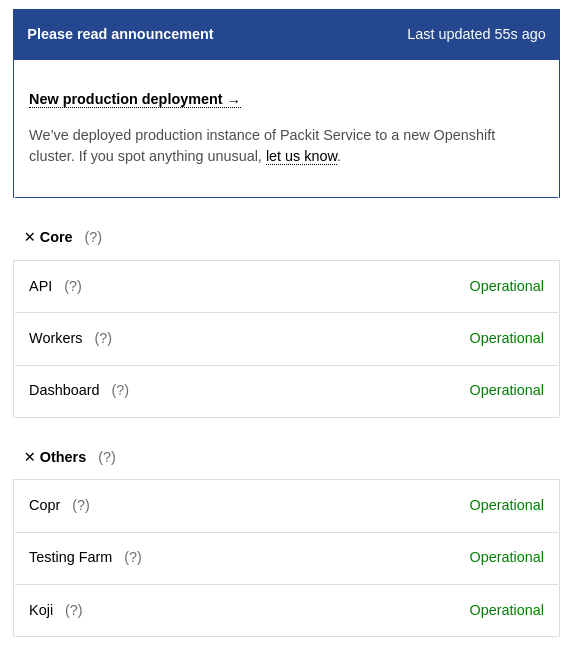 Please read announcement Last updated 55s ago
New production deployment →
We’ve deployed production instance of Packit Service to a new Openshift
cluster. If you spot anything unusual, let us know.
✕ Core (?)
API (?) Operational
Workers (?) Operational
Dashboard (?) Operational
✕ Others (?)
Copr (?) Operational
Testing Farm (?) Operational
Koji (?) Operational